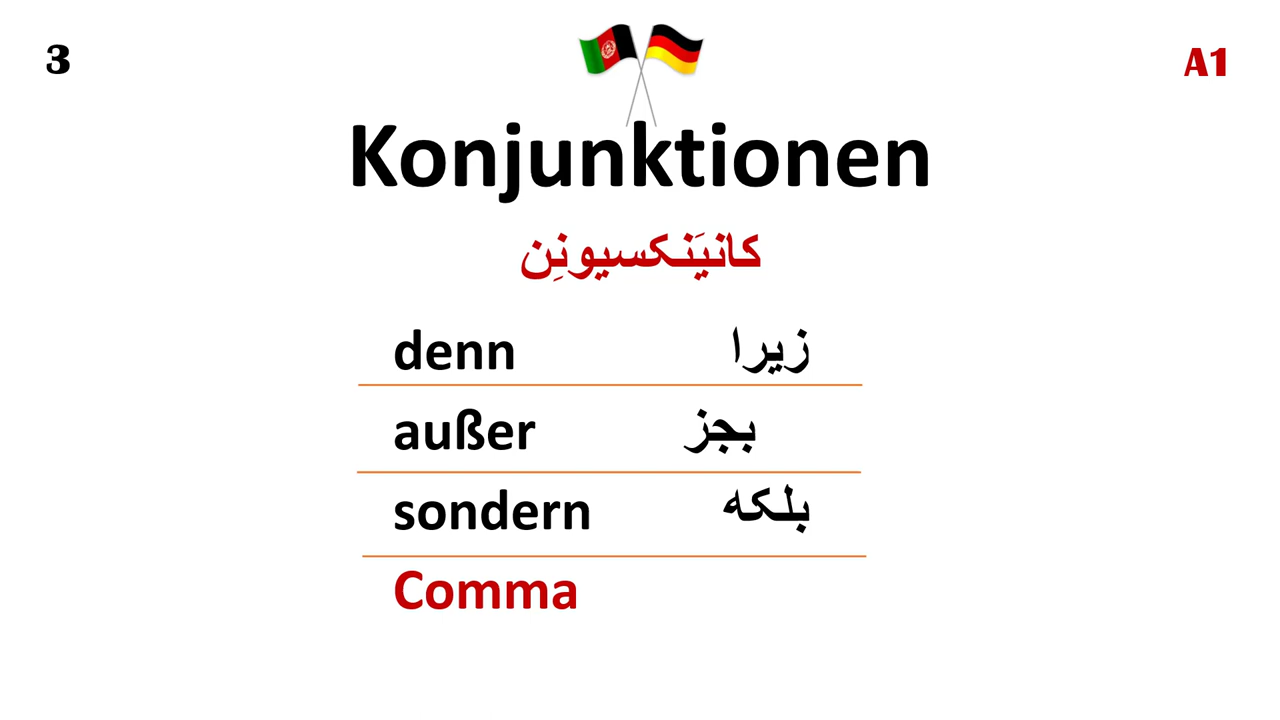 3
A1
Konjunktionen
کانیَنکسیونِن
denn زیرا
außer بجز
sondern بلکه
Comma